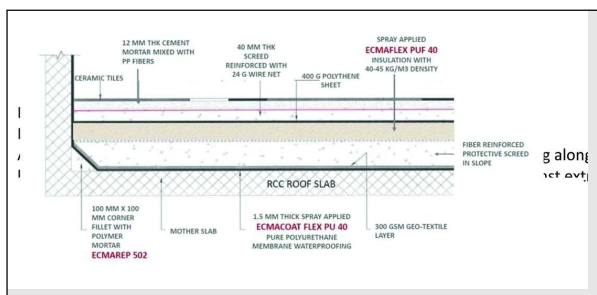 12 MM THK CEMENT
MORTAR MIXED WITH
PP FIBERS
CERAMIC TILES
40 MM THK
SCREED
REINFORCED WITH
24 G WIRE NET
400 G POLYTHENE
SHEET
SPRAY APPLIED
ECMAFLEX PUF 40
INSULATION WITH
40-45 KG/M3 DENSITY
FIBER REINFORCED
PROTECTIVE SCREED
IN SLOPE
g along
RCC ROOF SLAB
100 MM X 100
MM CORNER
FILLET WITH
POLYMER
MORTAR
ECMAREP 502
MOTHER SLAB
1.5 MM THICK SPRAY APPLIED
ECMACOAT FLEX PU 40
PURE POLYURETHANE
MEMBRANE WATERPROOFING
300 GSM GEO-TEXTILE
LAYER